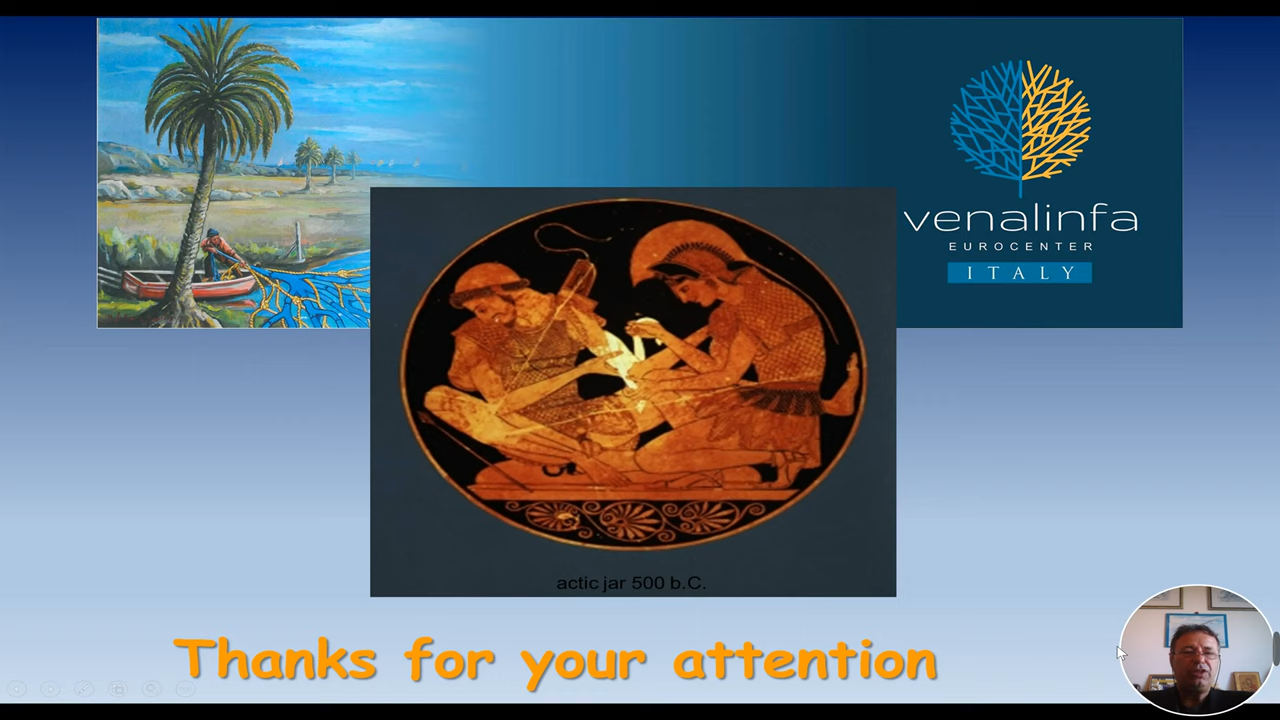 venalinfa
EUROCENTER
ITALY
actic jar 500 b.C.
Thanks for your attention